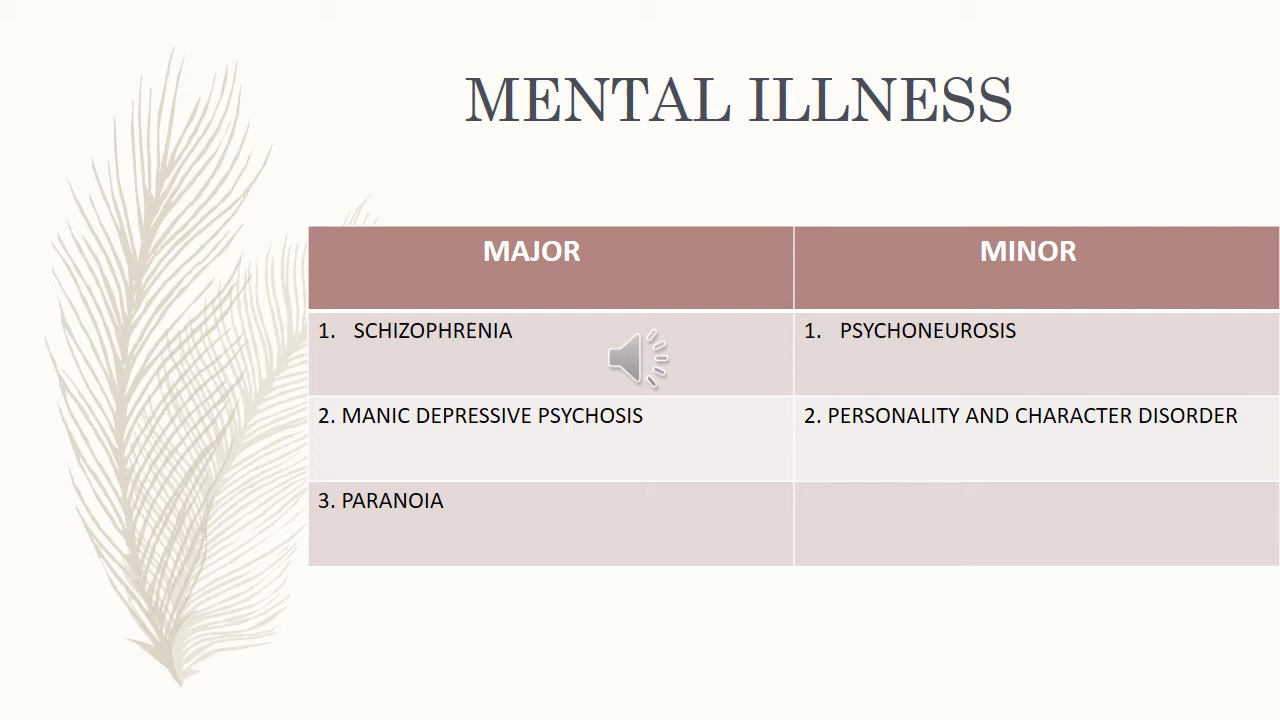 MENTAL ILLNESS
MAJOR
MINOR
1. SCHIZOPHRENIA
1. PSYCHONEUROSIS
2. MANIC DEPRESSIVE PSYCHOSIS
2. PERSONALITY AND CHARACTER DISORDER
3. PARANOIA